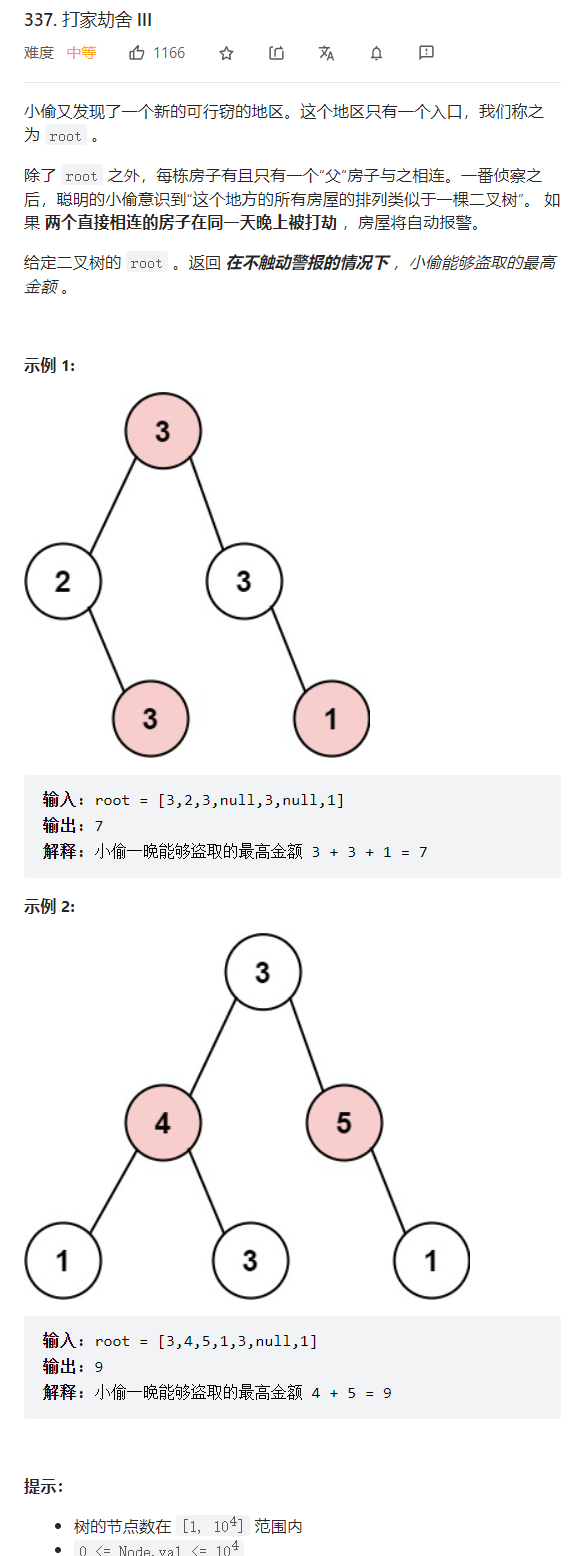 337. 打家劫舍 III
难度 中等 1166
小偷又发现了一个新的可行窃的地区。这个地区只有一个入口，我们称之
为 root 。
除了 root 之外，每栋房子有且只有一个“父“房子与之相连。一番侦察之
后，聪明的小偷意识到“这个地方的所有房屋的排列类似于一棵二叉树”。 如
果 两个直接相连的房子在同一天晚上被打劫 ，房屋将自动报警。
给定二叉树的 root 。返回 在不触动警报的情况下 ，小偷能够盗取的最高
金额 。
示例 1:
3
2 3
3 1
输入: root = [3,2,3,null,3,null,1]
输出: 7
解释: 小偷一晚能够盗取的最高金额 3 + 3 + 1 = 7
示例 2:
3
4 5
1 3 1
输入: root = [3,4,5,1,3,null,1]
输出: 9
解释: 小偷一晚能够盗取的最高金额 4 + 5 = 9
提示：
• 树的节点数在 [1, 10⁴] 范围内
• 0 <= Node.val <= 10⁴